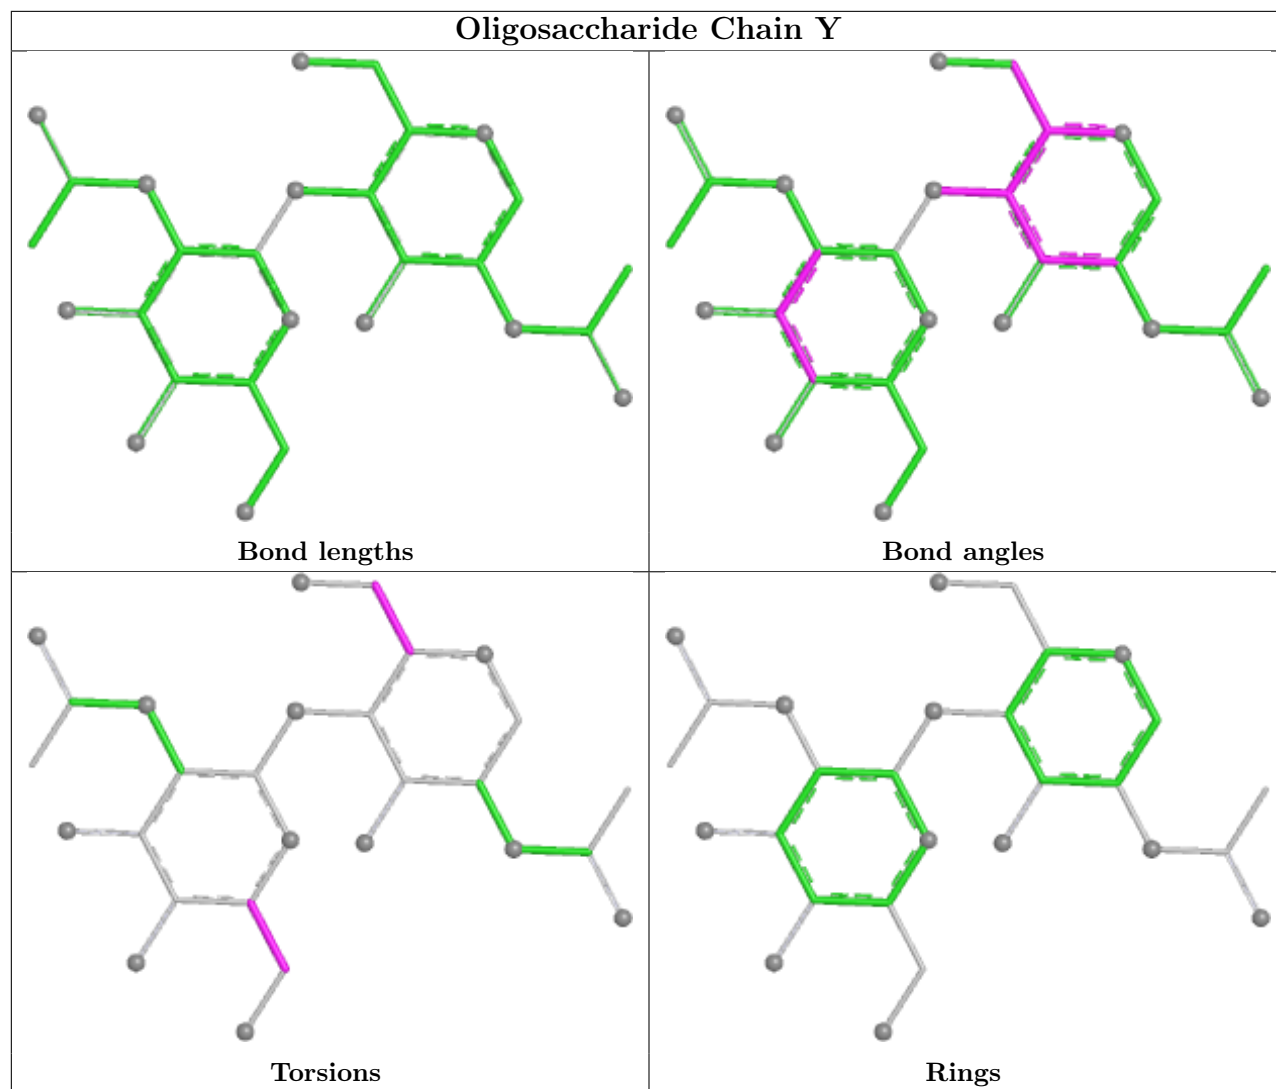 Oligosaccharide Chain Y
Bond lengths
Bond angles
Torsions
Rings